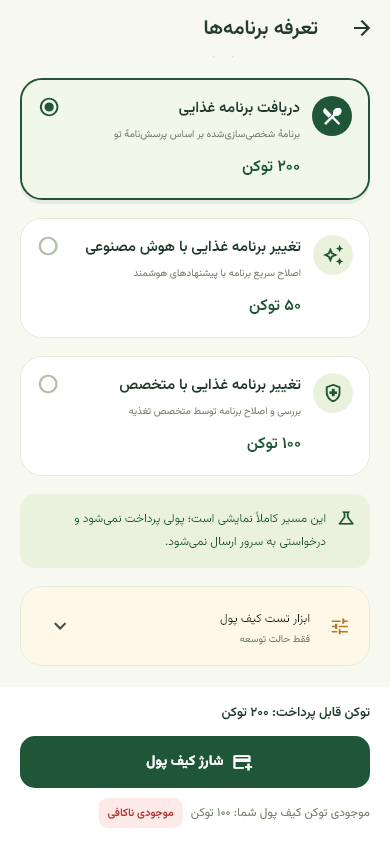 تعرفه برنامه‌ها
دریافت برنامه غذایی
برنامهٔ شخصی‌سازی‌شده بر اساس پرسش‌نامهٔ تو
۲۰۰ توکن
تغییر برنامه غذایی با هوش مصنوعی
اصلاح سریع برنامه با پیشنهادهای هوشمند
۵۰ توکن
تغییر برنامه غذایی با متخصص
بررسی و اصلاح برنامه توسط متخصص تغذیه
۱۰۰ توکن
این مسیر کاملاً نمایشی است؛ پولی پرداخت نمی‌شود و
درخواستی به سرور ارسال نمی‌شود.
ابزار تست کیف پول
فقط حالت توسعه
توکن قابل پرداخت: ۲۰۰ توکن
شارژ کیف پول
موجودی توکن کیف پول شما: ۱۰۰ توکن
موجودی ناکافی